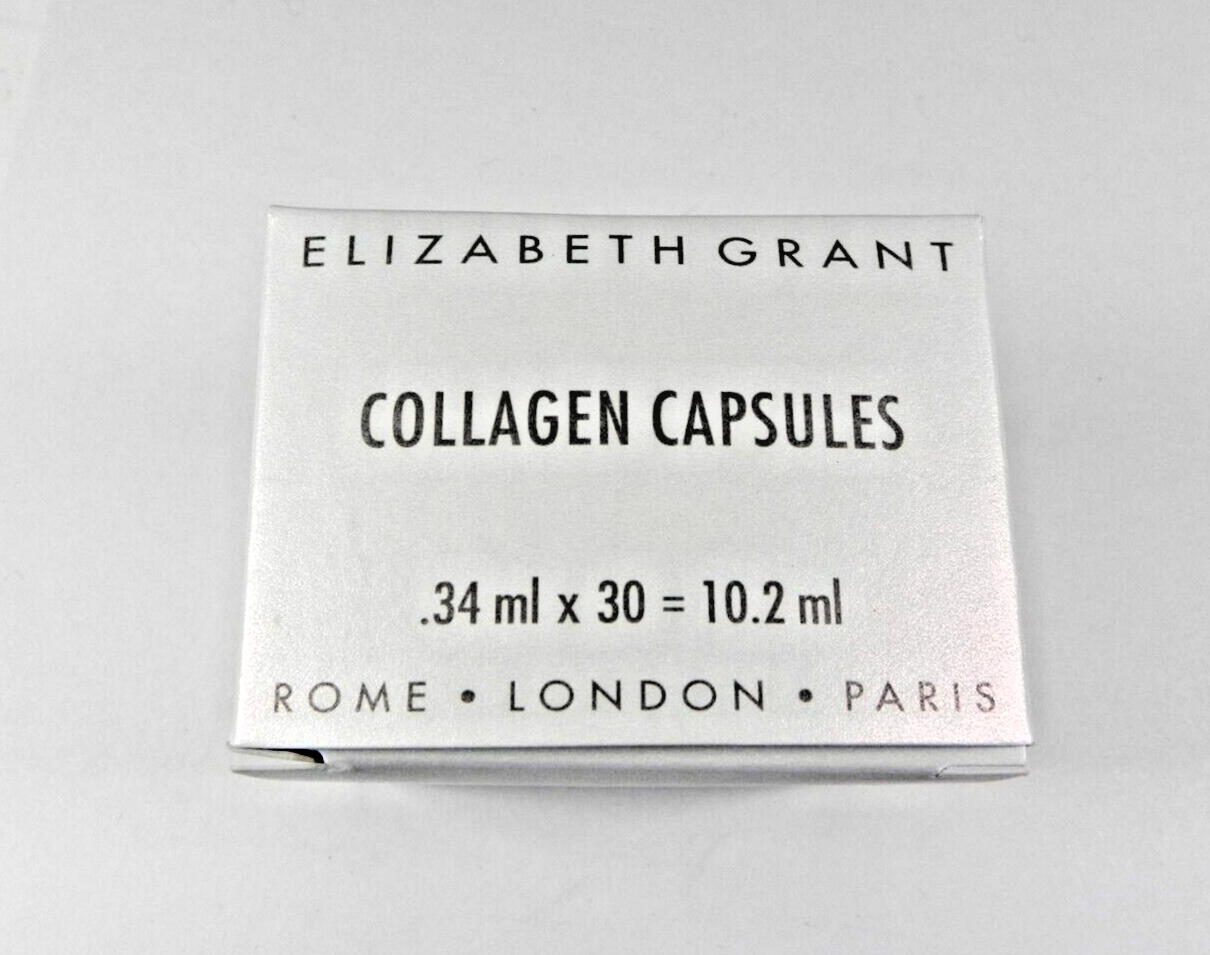 ELIZABETH GRANT
COLLAGEN CAPSULES
.34 ml x 30 = 10.2 ml
ROME • LONDON • PARIS